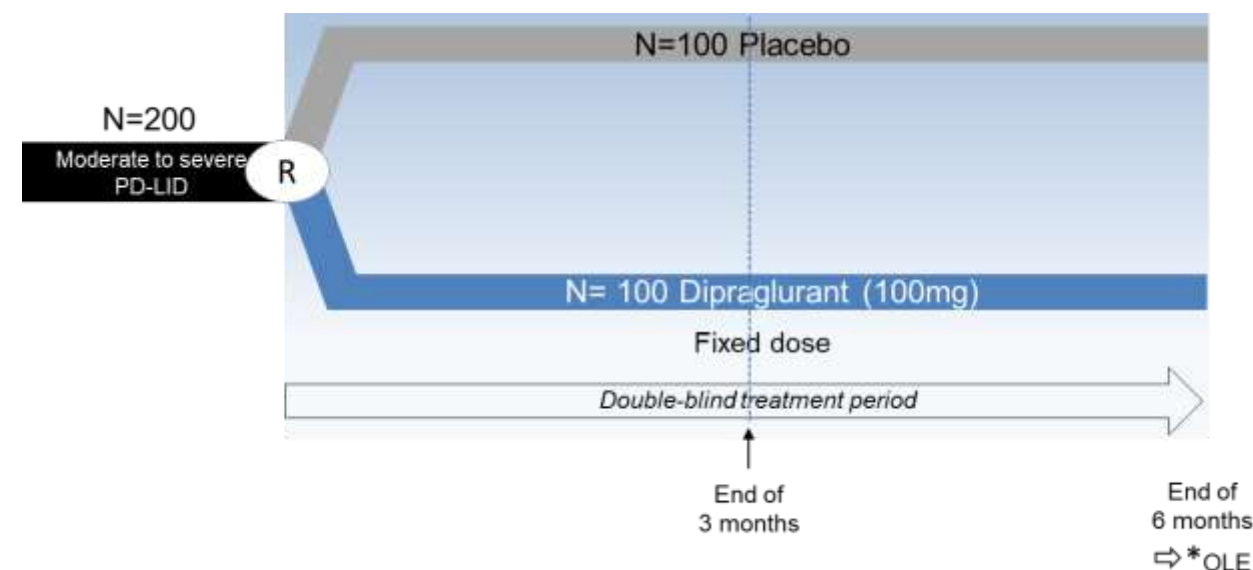 N=100 Placebo
N=200
Moderate to severe
PD-LID
R
N= 100 Dipraglurant (100mg)
Fixed dose
Double-blind treatment period
End of
3 months
End of
6 months
⇨*OLE